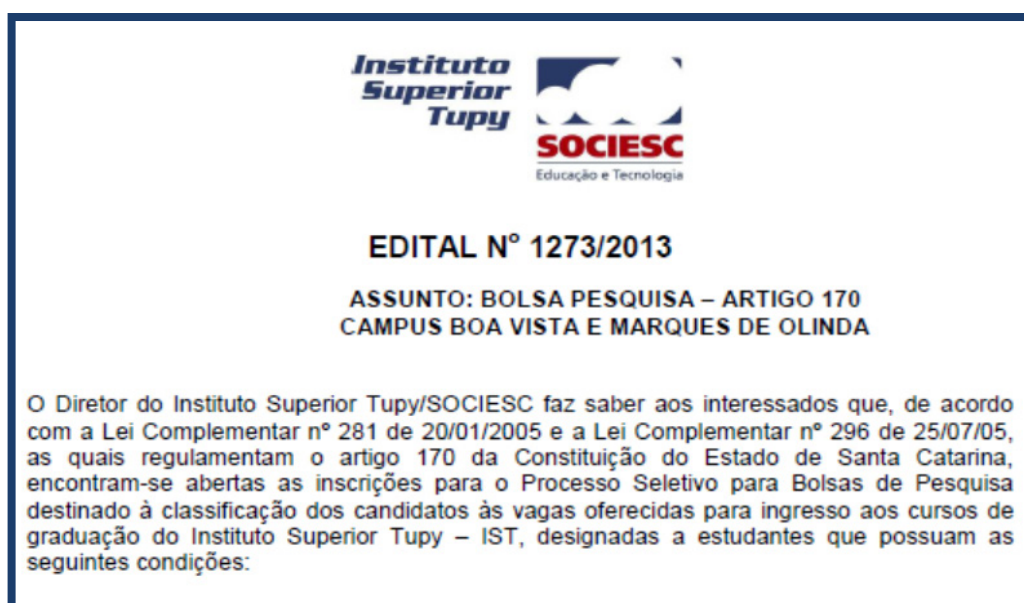 Instituto
Superior
Tupy
SOCIESC
Educação e Tecnologia
EDITAL N° 1273/2013
ASSUNTO: BOLSA PESQUISA – ARTIGO 170
CAMPUS BOA VISTA E MARQUES DE OLINDA
O Diretor do Instituto Superior Tupy/SOCIESC faz saber aos interessados que, de acordo
com a Lei Complementar nº 281 de 20/01/2005 e a Lei Complementar nº 296 de 25/07/05,
as quais regulamentam o artigo 170 da Constituição do Estado de Santa Catarina,
encontram-se abertas as inscrições para o Processo Seletivo para Bolsas de Pesquisa
destinado à classificação dos candidatos às vagas oferecidas para ingresso aos cursos de
graduação do Instituto Superior Tupy – IST, designadas a estudantes que possuam as
seguintes condições: